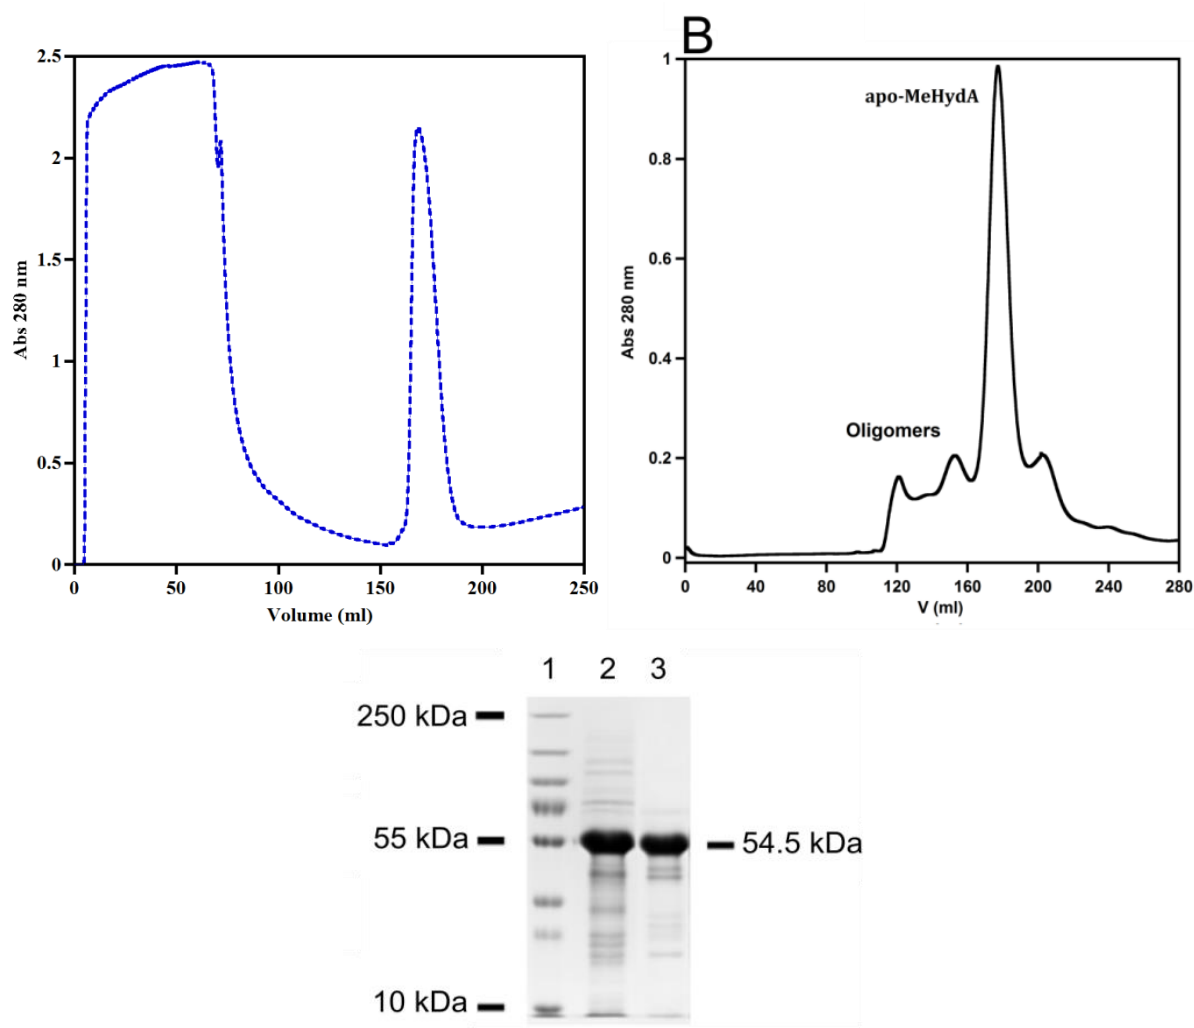 2.5
2
1.5
1
0.5
0
Abs 280 nm
0 50 100 150 200 250
Volume (ml)
B
1
0.8
0.6
0.4
0.2
0
Abs 280 nm
apo-MeHydA
Oligomers
0 40 80 120 160 200 240 280
V (ml)
1 2 3
250 kDa
55 kDa
54.5 kDa
10 kDa